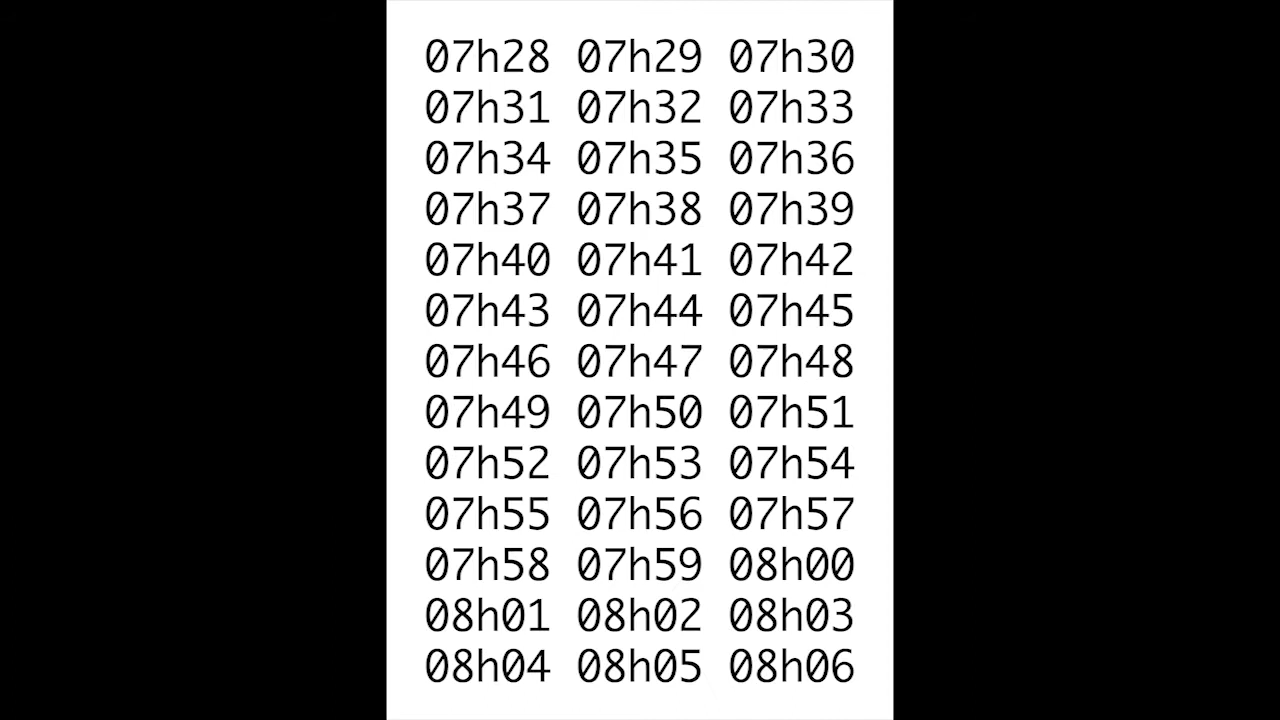 07h28 07h29 07h30
07h31 07h32 07h33
07h34 07h35 07h36
07h37 07h38 07h39
07h40 07h41 07h42
07h43 07h44 07h45
07h46 07h47 07h48
07h49 07h50 07h51
07h52 07h53 07h54
07h55 07h56 07h57
07h58 07h59 08h00
08h01 08h02 08h03
08h04 08h05 08h06